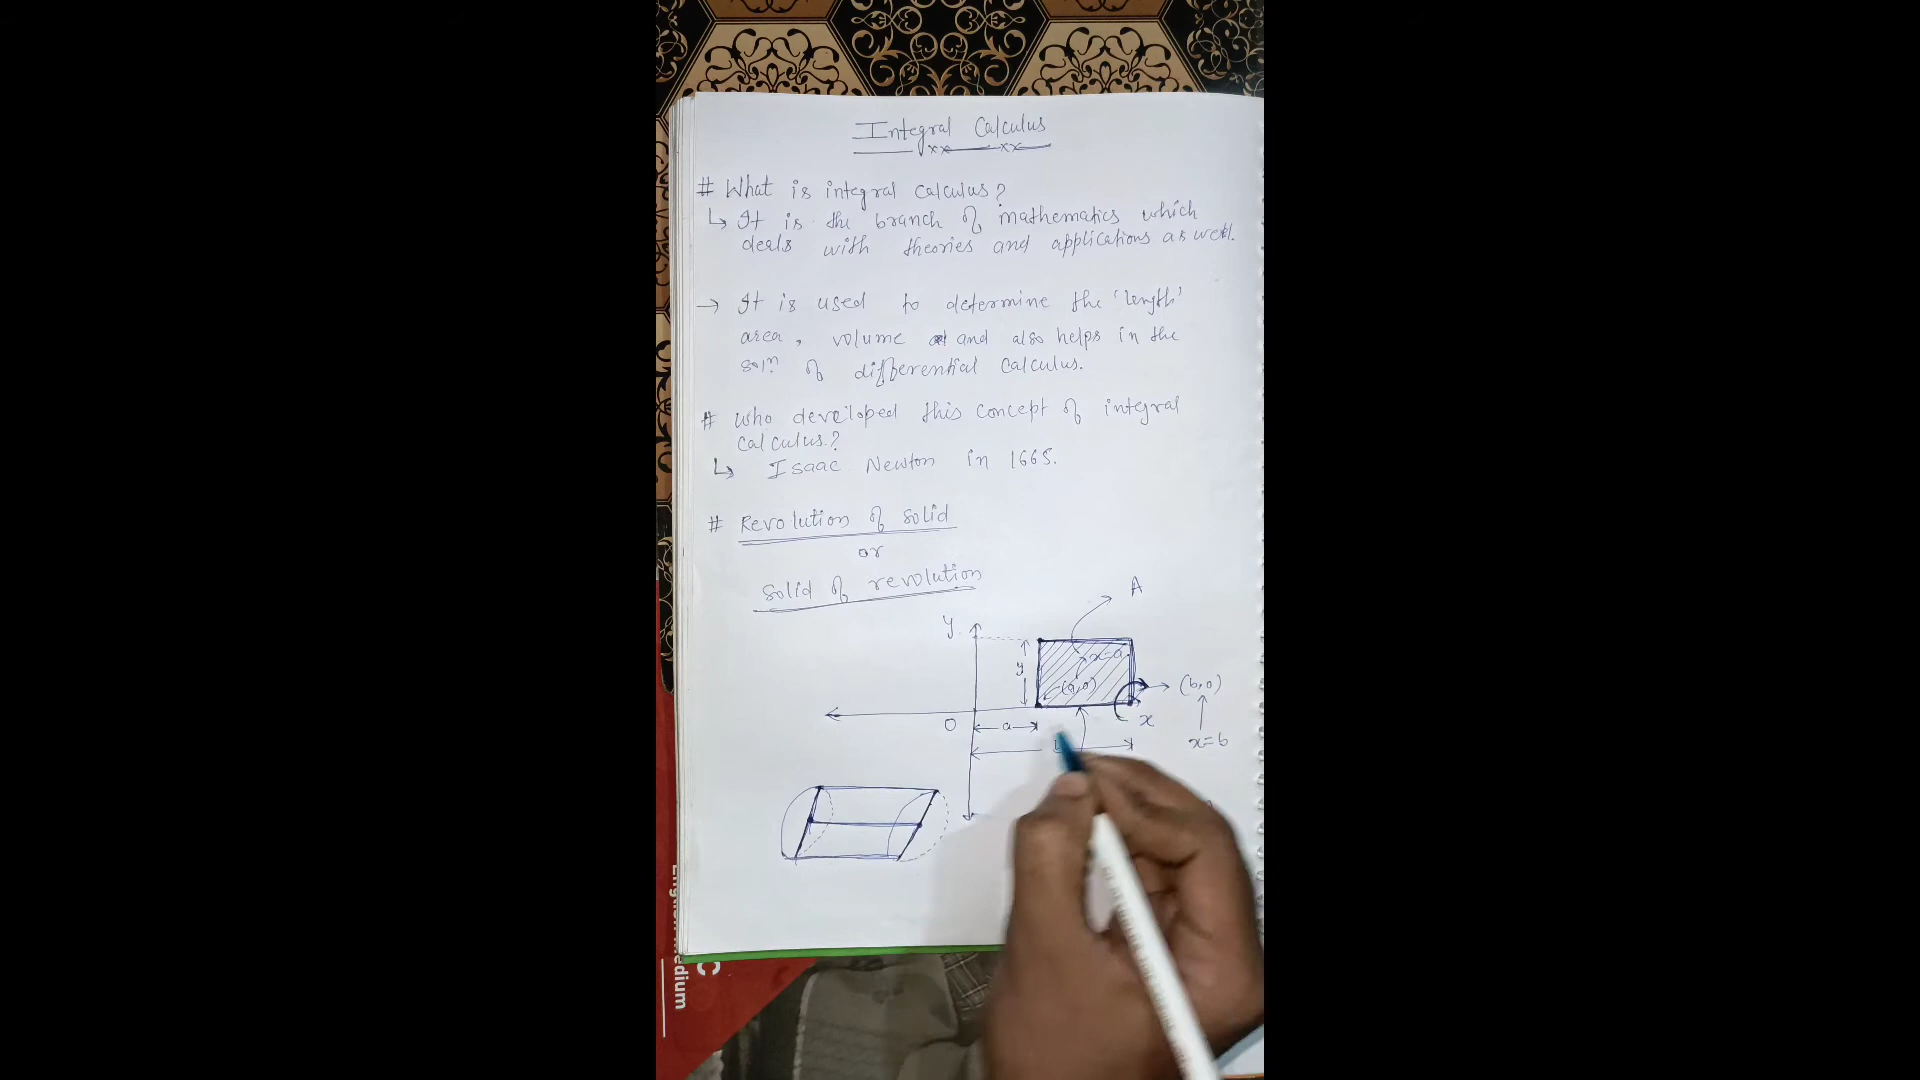 Integral Calculus
xx xx
# What is integral calculus?
↳ It is the branch of mathematics which
deals with theories and applications as well.
→ It is used to determine the 'length'
area, volume and also helps in the
solⁿ of differential calculus.
# Who developed this concept of integral
calculus?
↳ Isaac Newton in 1665.
# Revolution of solid
or
Solid of revolution
A
y
y
x=a
(a,0)
(b,0)
O
a
x
x=b
b
C
edium